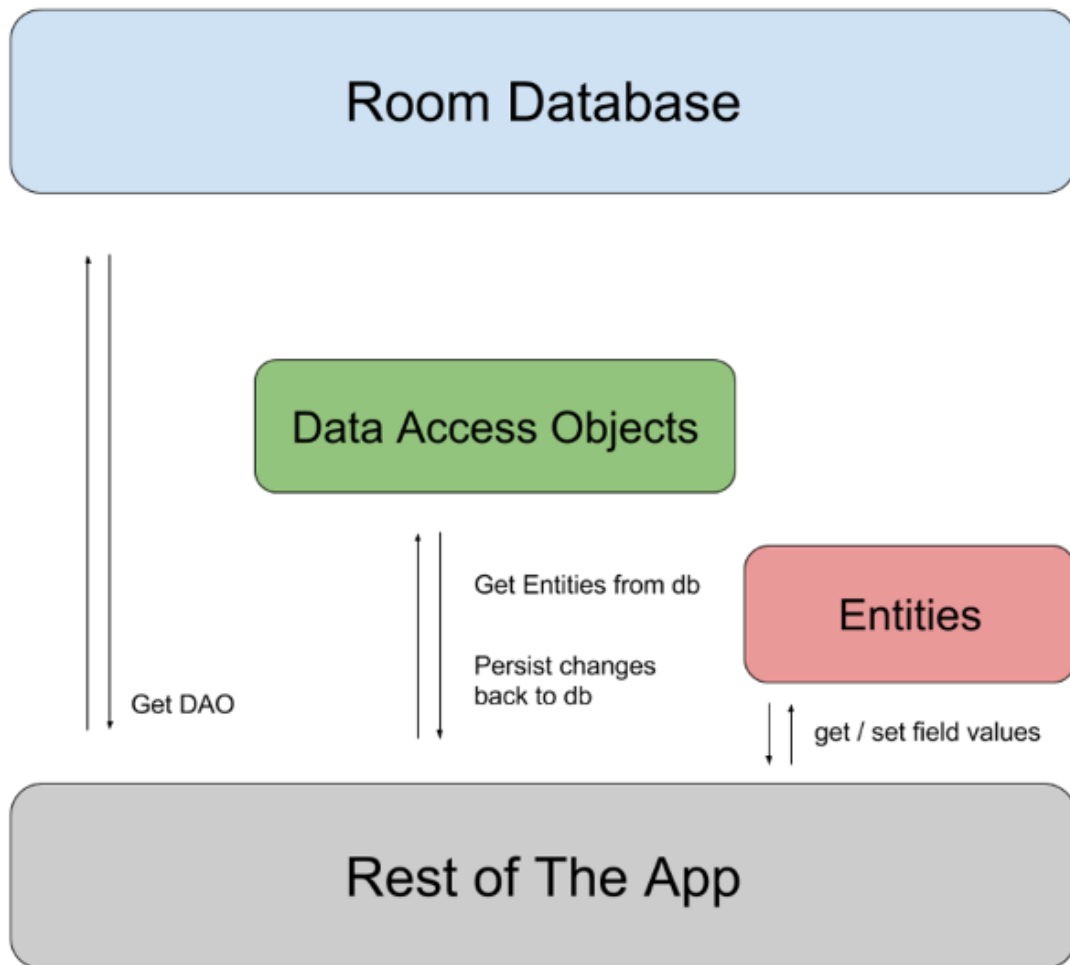 Room Database
Data Access Objects
Get Entities from db
Entities
Persist changes
back to db
Get DAO
get / set field values
Rest of The App